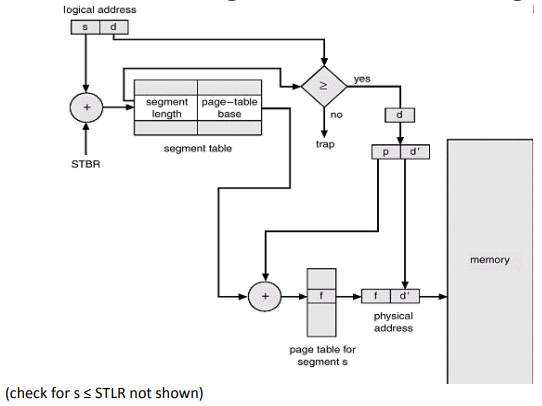 logical address
s d
≥
yes
no
trap
+
segment length
page–table base
segment table
STBR
d
p d'
memory
+
f
f d'
physical address
page table for segment s
(check for s ≤ STLR not shown)